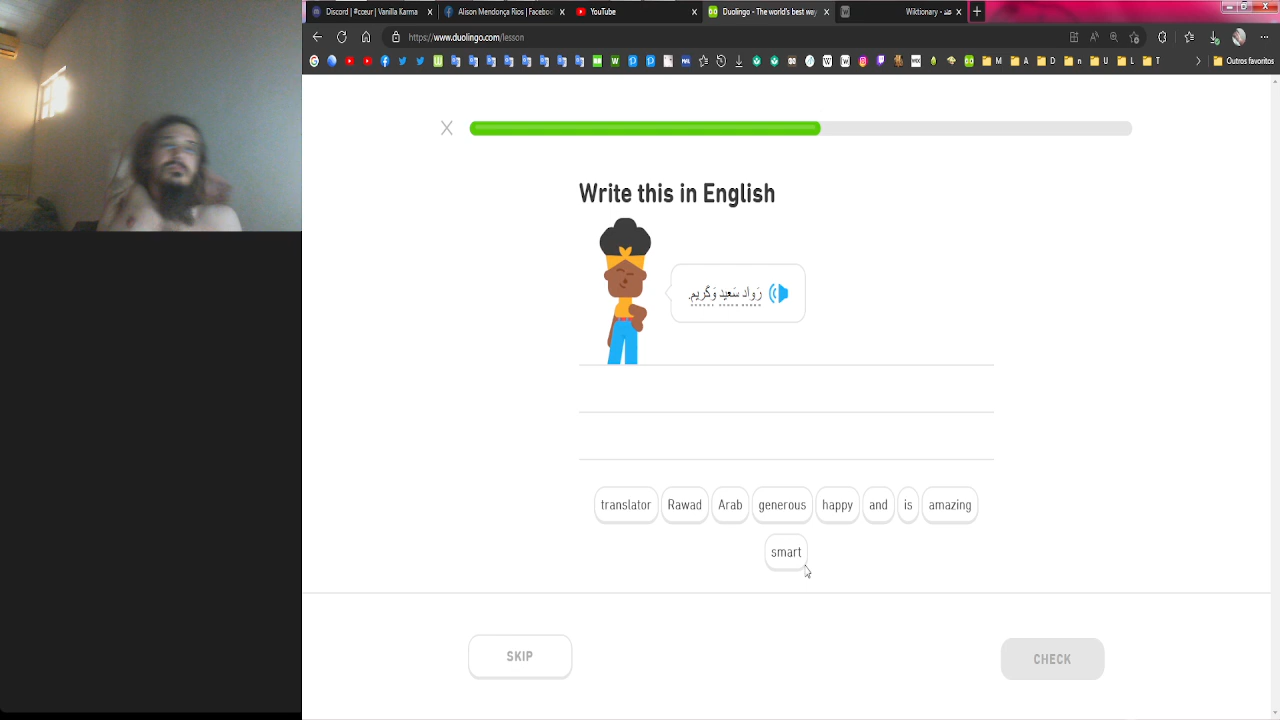 Discord | #cœur | Vanilla Karma
Alison Mendonça Rios | Facebook
YouTube
Duolingo - The world's best way
Wiktionary
https://www.duolingo.com/lesson
M
A
D
n
U
L
T
Outros favoritos
X
Write this in English
رَواد سَعيد وَكَريم.
translator Rawad Arab generous happy and is amazing
smart
SKIP
CHECK